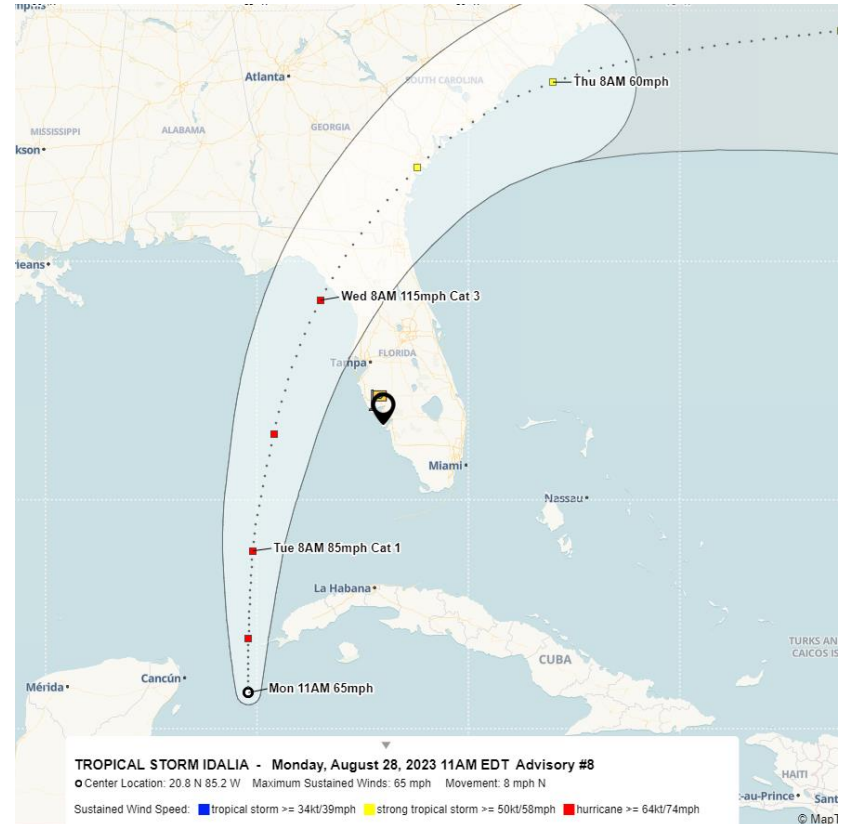 Atlanta
SOUTH CAROLINA
Thu 8AM 60mph
MISSISSIPPI
ALABAMA
GEORGIA
kson
ieans
Wed 8AM 115mph Cat 3
FLORIDA
Tampa
Miami
Nassau
Tue 8AM 85mph Cat 1
La Habana
TURKS AN
CAICOS IS
CUBA
Cancún
Mérida
Mon 11AM 65mph
TROPICAL STORM IDALIA - Monday, August 28, 2023 11AM EDT Advisory #8
Center Location: 20.8 N 85.2 W Maximum Sustained Winds: 65 mph Movement: 8 mph N
Sustained Wind Speed: tropical storm >= 34kt/39mph strong tropical storm >= 50kt/58mph hurricane >= 64kt/74mph
HAITI
-au-Prince
Sant
© MapT